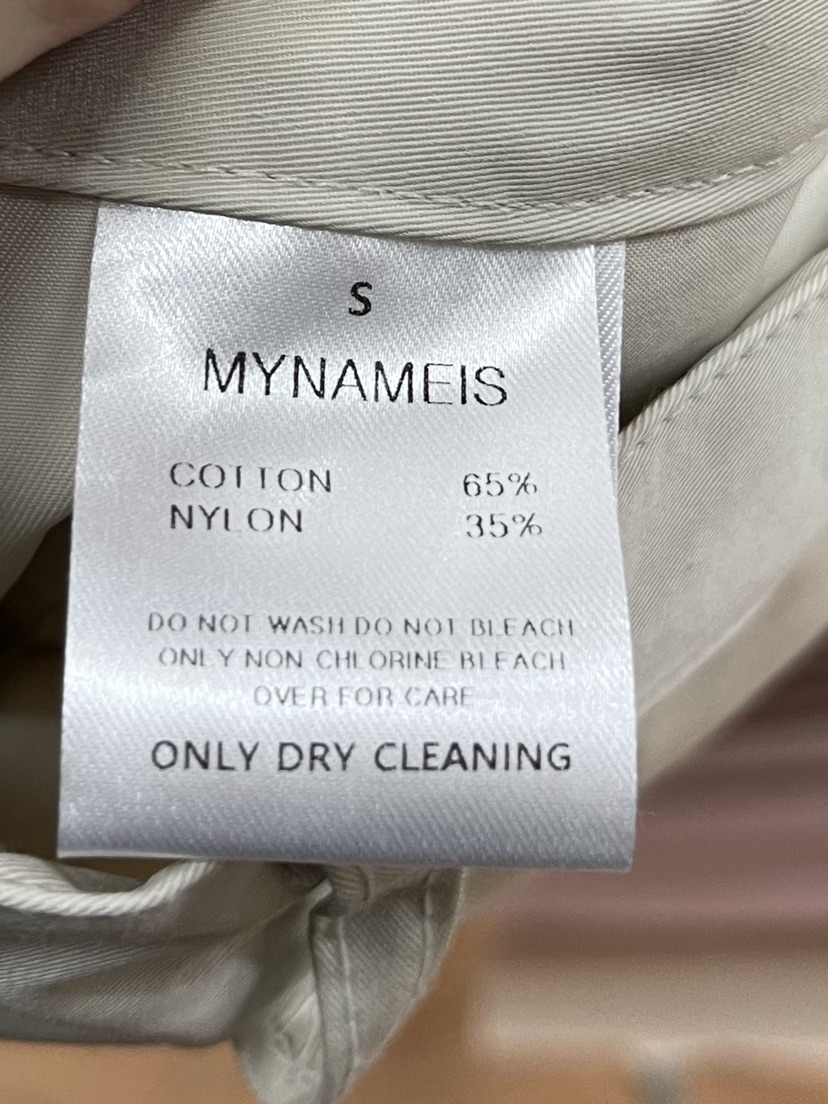 S
MYNAMEIS
COTTON 65%
NYLON 35%
DO NOT WASH DO NOT BLEACH
ONLY NON CHLORINE BLEACH
OVER FOR CARE
ONLY DRY CLEANING